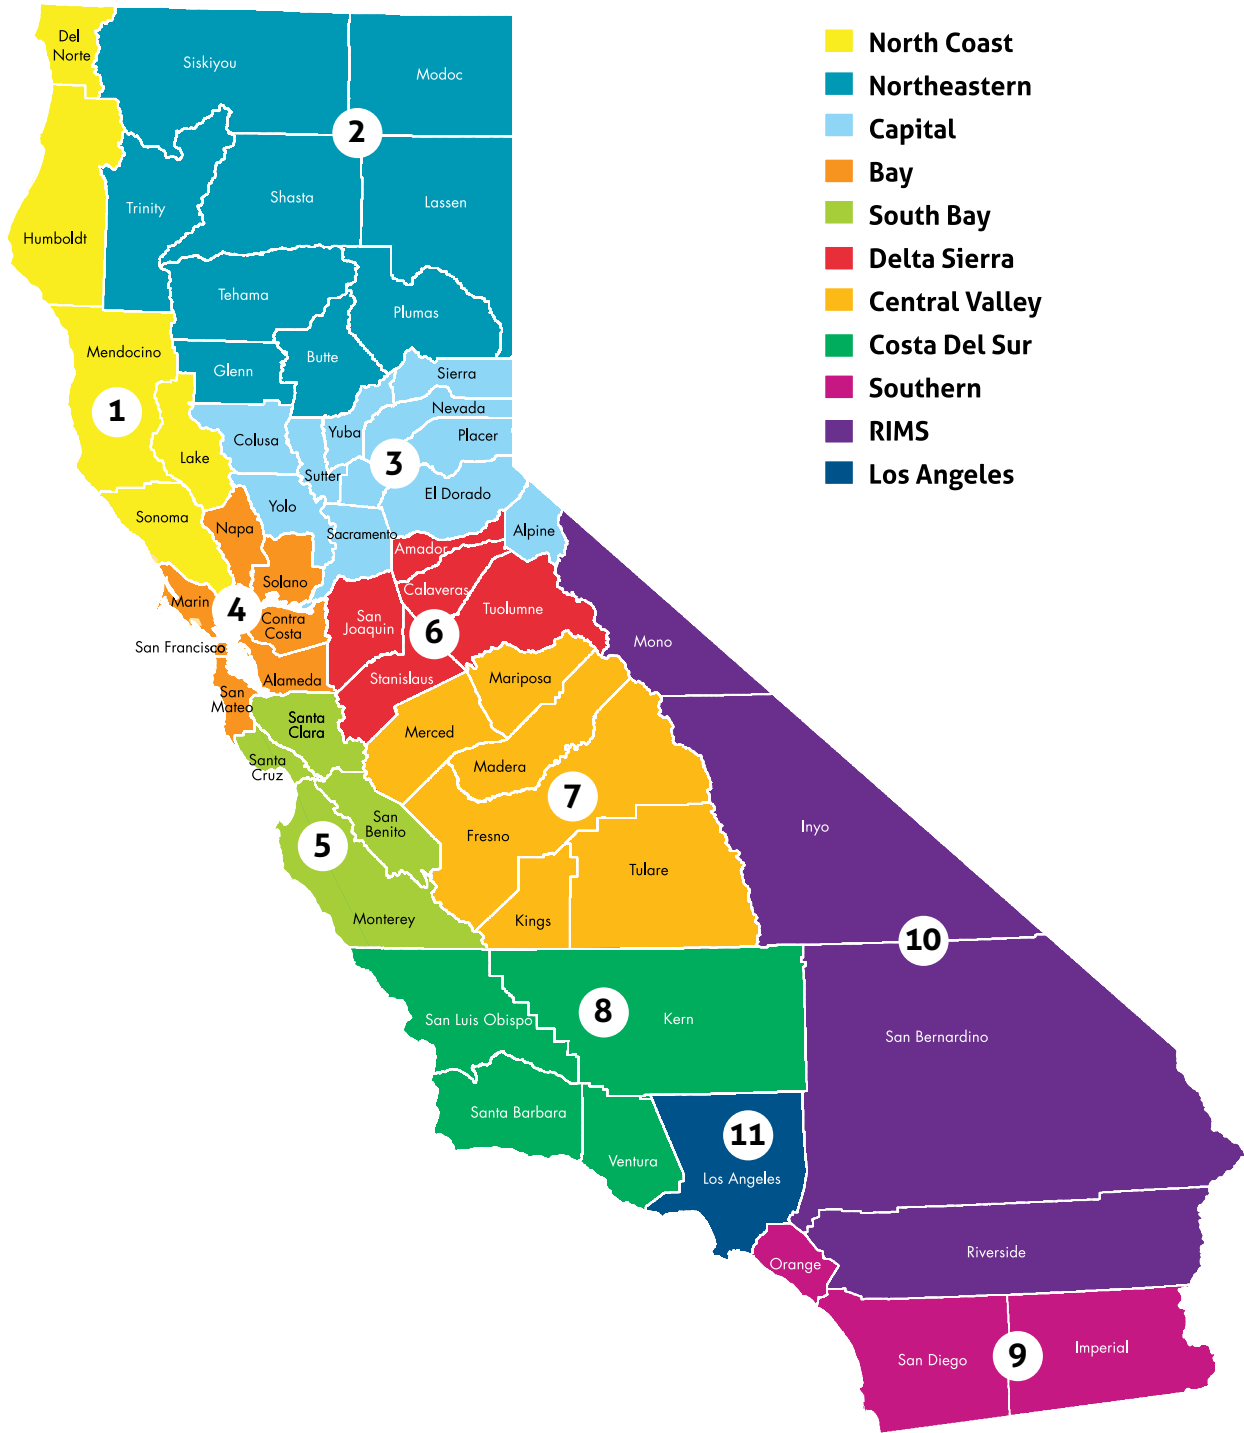 Del
Norte
Siskiyou
Modoc
2
Trinity
Shasta
Lassen
Humboldt
Tehama
Plumas
Mendocino
Butte
Glenn
Sierra
1
Nevada
Colusa
Yuba
Placer
Lake
3
Sutter
El Dorado
Yolo
Sonoma
Napa
Sacramento
Alpine
Amador
Solano
Calaveras
Marin
4
Tuolumne
Contra
Costa
San
Joaquin
6
Mono
San Francisco
Alameda
Stanislaus
Mariposa
San
Mateo
Santa
Clara
Merced
Santa
Cruz
Madera
7
San
Benito
Fresno
Inyo
5
Tulare
Monterey
Kings
10
8
San Luis Obispo
Kern
San Bernardino
Santa Barbara
11
Ventura
Los Angeles
Riverside
Orange
San Diego
9
Imperial
North Coast
Northeastern
Capital
Bay
South Bay
Delta Sierra
Central Valley
Costa Del Sur
Southern
RIMS
Los Angeles